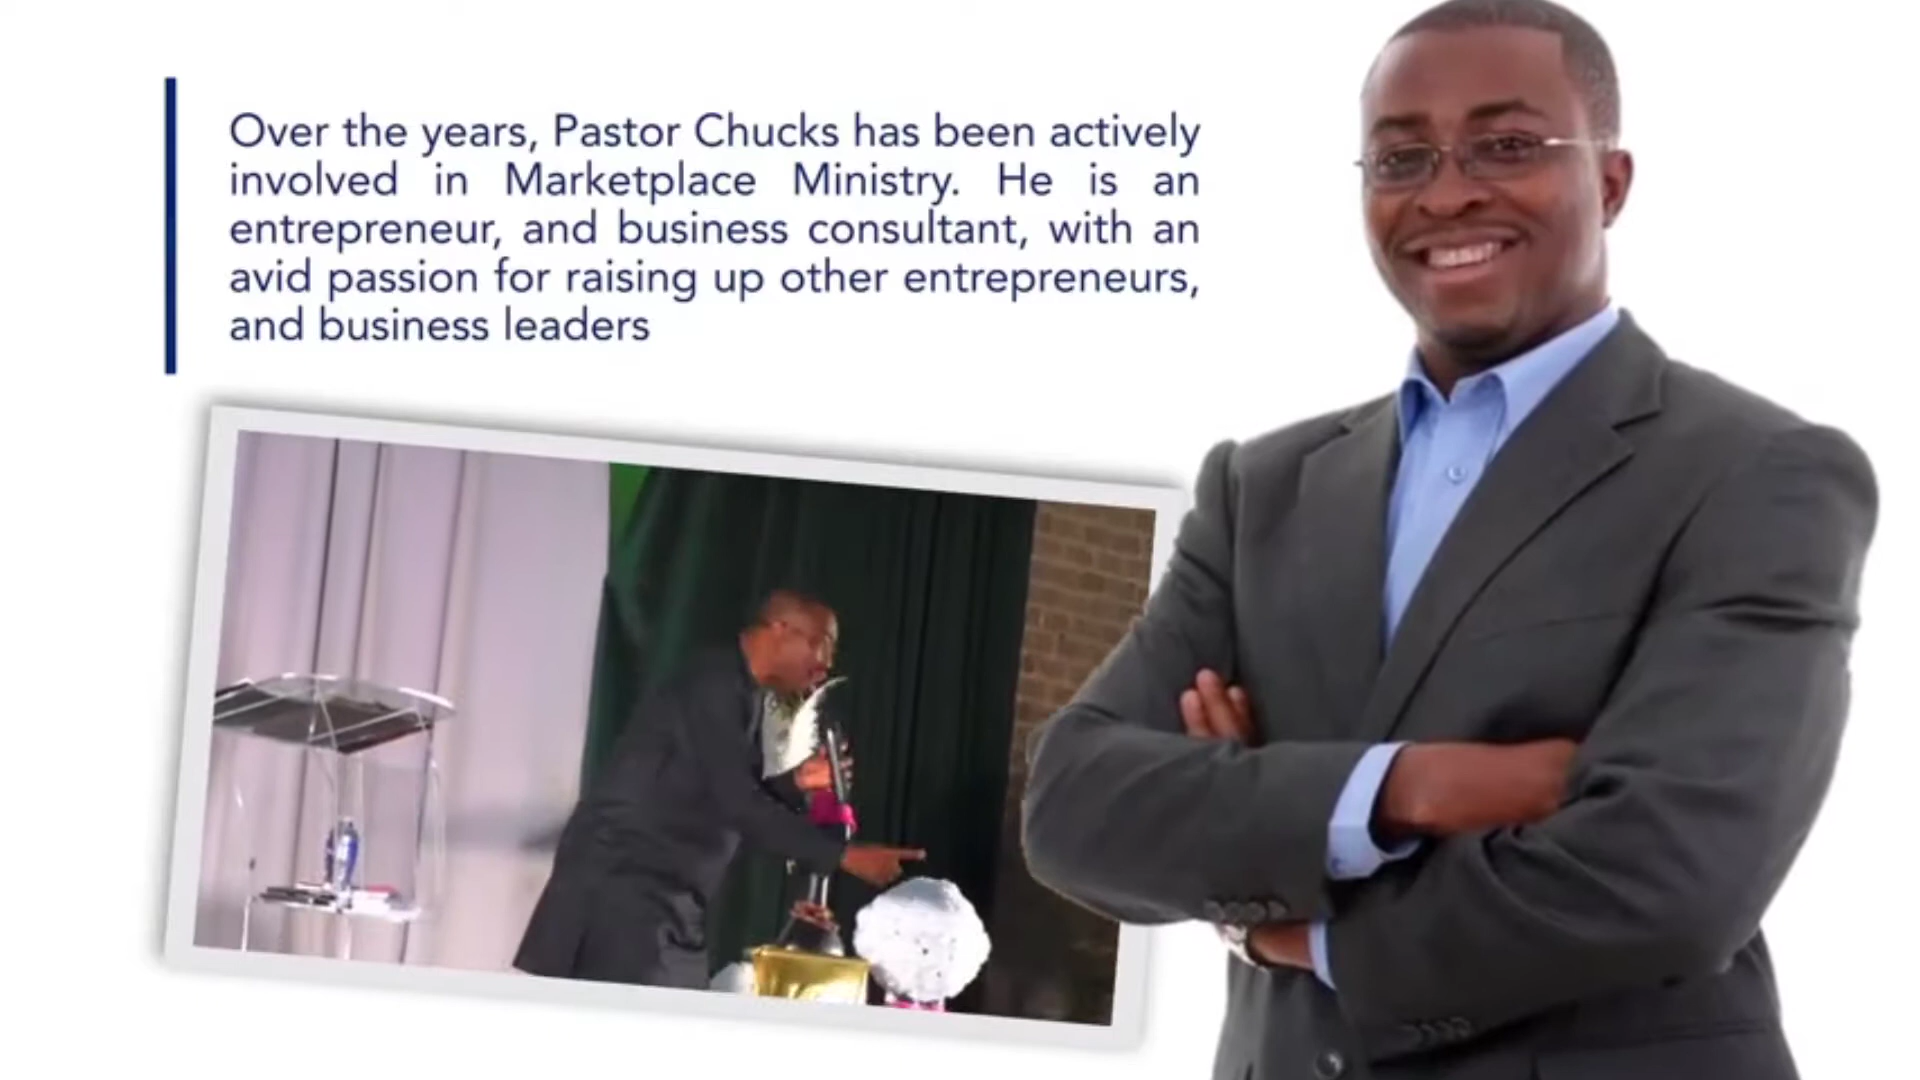 Over the years, Pastor Chucks has been actively
involved in Marketplace Ministry. He is an
entrepreneur, and business consultant, with an
avid passion for raising up other entrepreneurs,
and business leaders